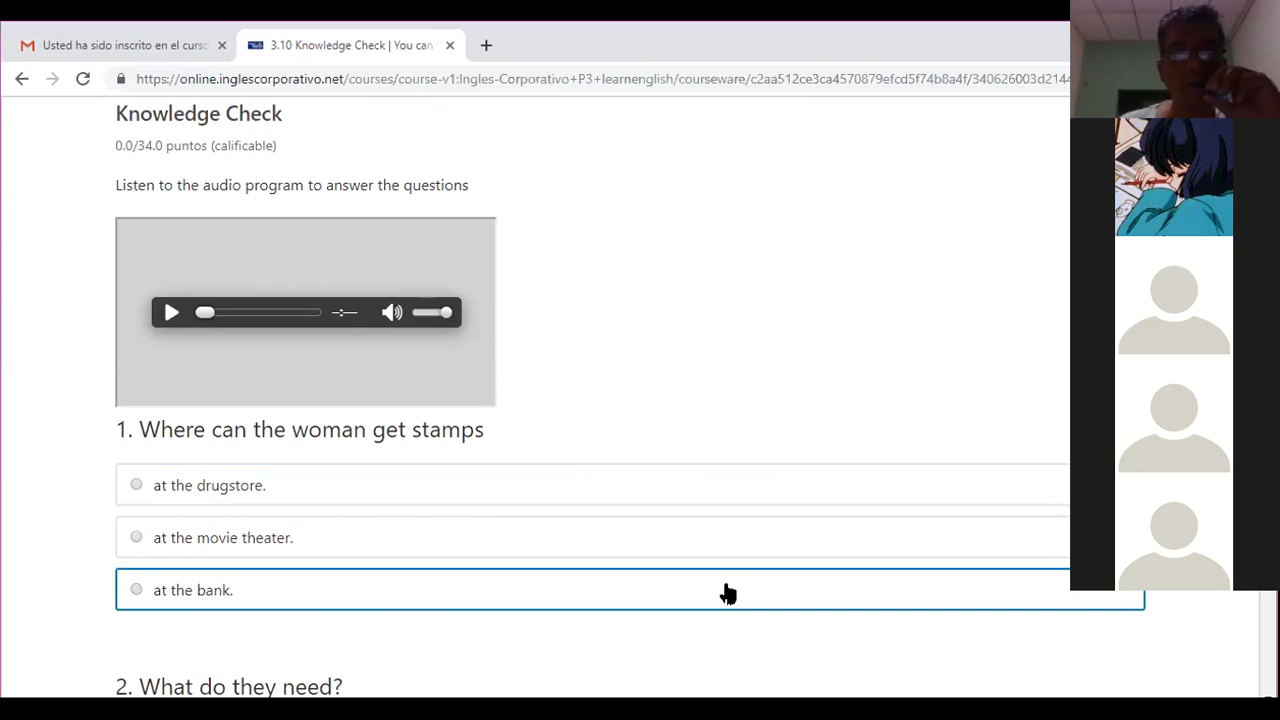 Usted ha sido inscrito en el curso
3.10 Knowledge Check | You can
https://online.inglescorporativo.net/courses/course-v1:Ingles-Corporativo+P3+learnenglish/courseware/c2aa512ce3ca4570879efcd5f74b8a4f/340626003d2144
Knowledge Check
0.0/34.0 puntos (calificable)
Listen to the audio program to answer the questions
-:--
1. Where can the woman get stamps
at the drugstore.
at the movie theater.
at the bank.
2. What do they need?